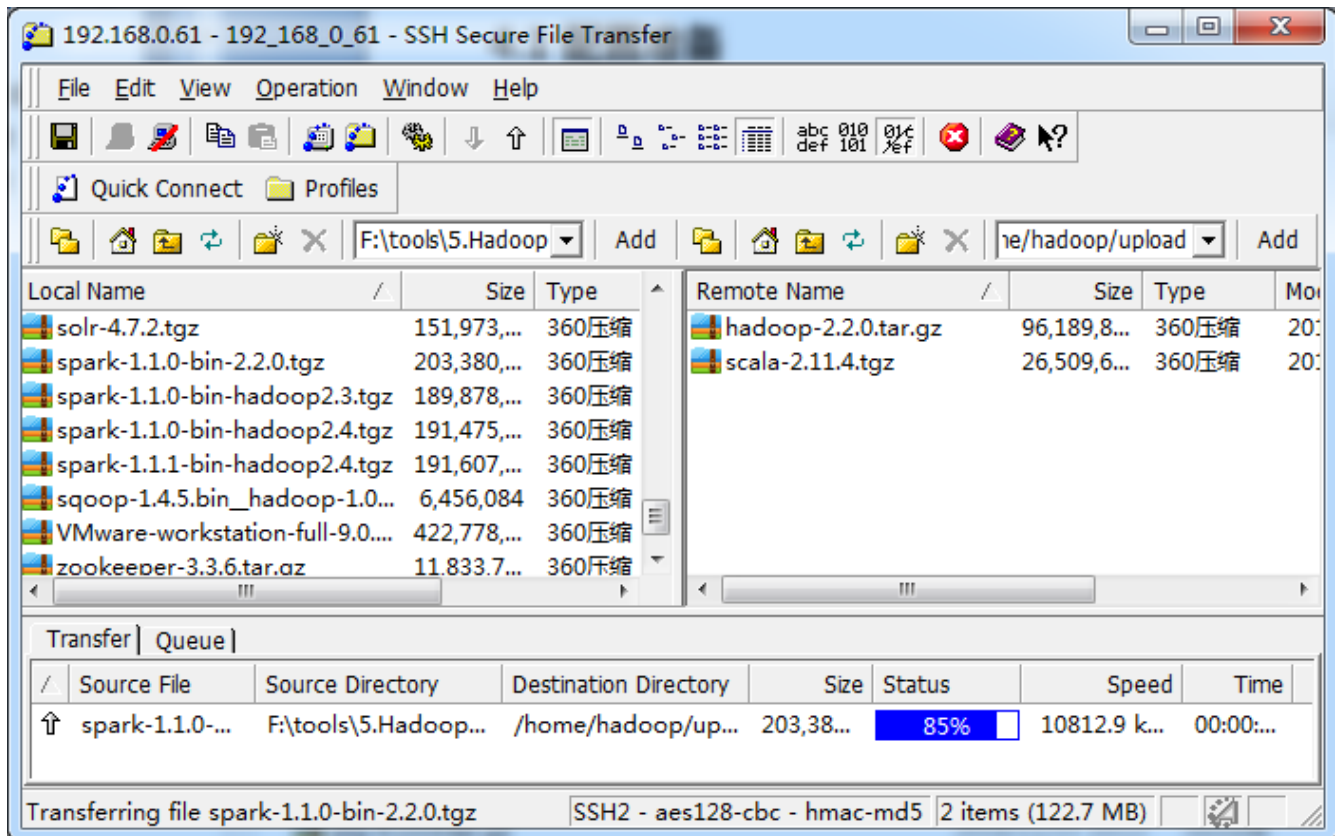 192.168.0.61 - 192_168_0_61 - SSH Secure File Transfer
File Edit View Operation Window Help
abc def 010 101
Quick Connect Profiles
F:\tools\5.Hadoop Add he/hadoop/upload Add
Local Name Size Type Remote Name Size Type Mo
solr-4.7.2.tgz 151,973,... 360压缩 hadoop-2.2.0.tar.gz 96,189,8... 360压缩 201
spark-1.1.0-bin-2.2.0.tgz 203,380,... 360压缩 scala-2.11.4.tgz 26,509,6... 360压缩 201
spark-1.1.0-bin-hadoop2.3.tgz 189,878,... 360压缩
spark-1.1.0-bin-hadoop2.4.tgz 191,475,... 360压缩
spark-1.1.1-bin-hadoop2.4.tgz 191,607,... 360压缩
sqoop-1.4.5.bin__hadoop-1.0... 6,456,084 360压缩
VMware-workstation-full-9.0.... 422,778,... 360压缩
zookeeper-3.3.6.tar.gz 11,833,7... 360压缩
Transfer Queue
Source File Source Directory Destination Directory Size Status Speed Time
spark-1.1.0-... F:\tools\5.Hadoop... /home/hadoop/up... 203,38... 85% 10812.9 k... 00:00:...
Transferring file spark-1.1.0-bin-2.2.0.tgz SSH2 - aes128-cbc - hmac-md5 2 items (122.7 MB)